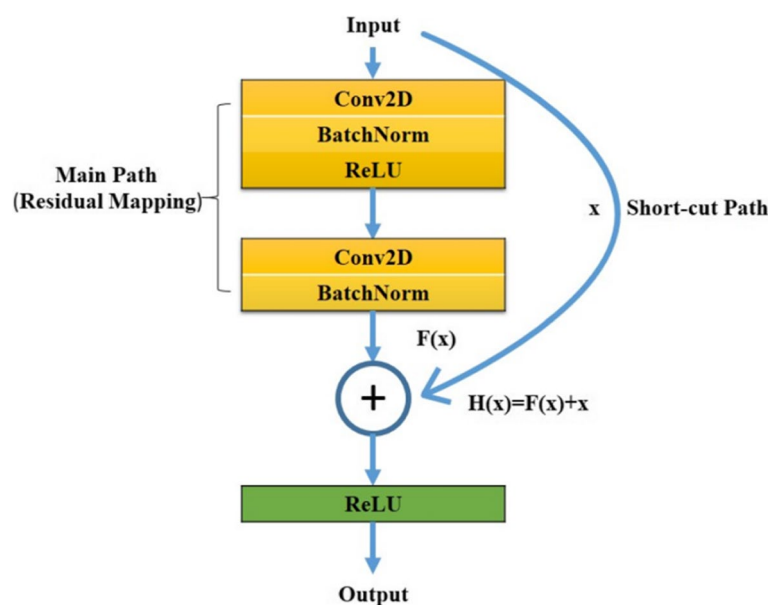 Input
Conv2D
BatchNorm
ReLU
Main Path
(Residual Mapping)
x
Short-cut Path
Conv2D
BatchNorm
F(x)
+
H(x)=F(x)+x
ReLU
Output